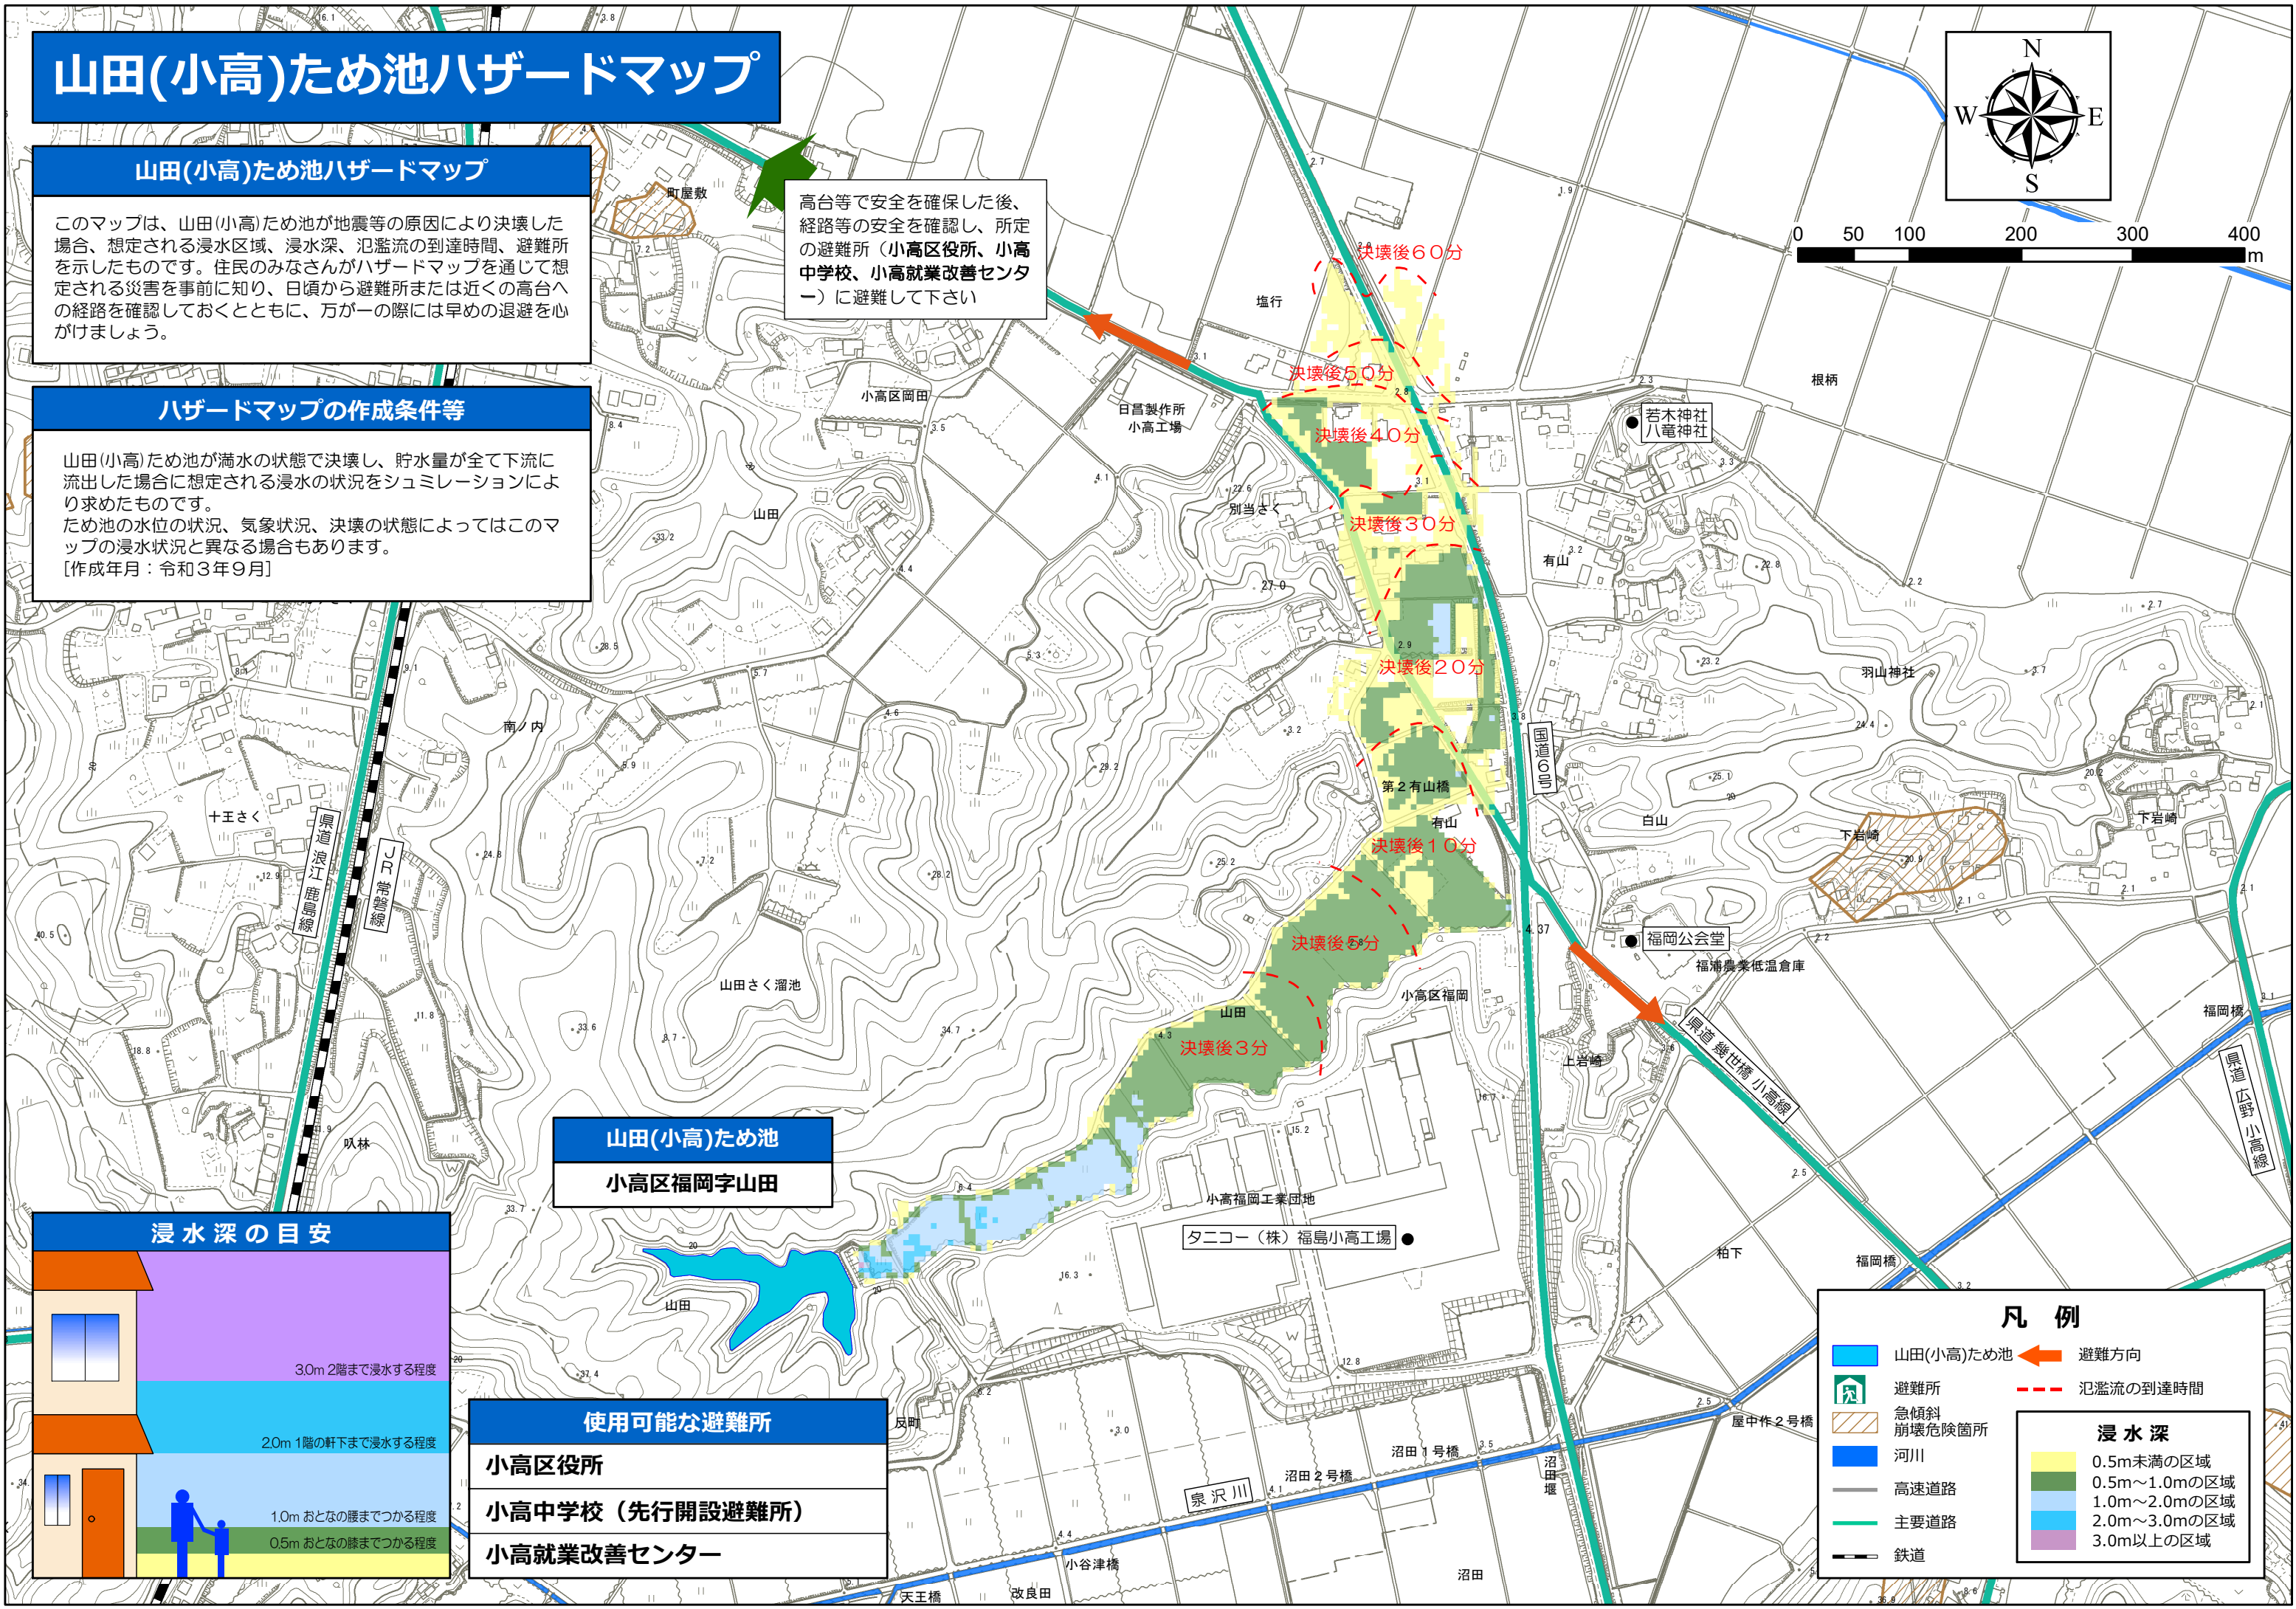 山田(小高)ため池ハザードマップ
山田(小高)ため池ハザードマップ
このマップは、山田(小高)ため池が地震等の原因により決壊した
場合、想定される浸水区域、浸水深、氾濫流の到達時間、避難所
を示したものです。住民のみなさんがハザードマップを通じて想
定される災害を事前に知り、日頃から避難所または近くの高台へ
の経路を確認しておくとともに、万が一の際には早めの退避を心
がけましょう。
ハザードマップの作成条件等
山田(小高)ため池が満水の状態で決壊し、貯水量が全て下流に
流出した場合に想定される浸水の状況をシュミレーションによ
り求めたものです。
ため池の水位の状況、気象状況、決壊の状態によってはこのマ
ップの浸水状況と異なる場合もあります。
[作成年月：令和３年９月]
高台等で安全を確保した後、
経路等の安全を確認し、所定
の避難所（小高区役所、小高
中学校、小高就業改善センタ
ー）に避難して下さい
N
W
E
S
0 50 100 200 300 400
m
町屋敷
塩行
決壊後６０分
決壊後５０分
決壊後４０分
決壊後３０分
決壊後２０分
決壊後１０分
決壊後５分
決壊後３分
小高区岡田
日昌製作所
小高工場
根柄
若木神社
八竜神社
別当さく
山田
有山
27.0
羽山神社
南ノ内
国道６号
第２有山橋
有山
白山
下岩崎
下岩崎
十王さく
県道 浪江 鹿島線
ＪＲ 常磐線
4.37
福岡公会堂
福浦農業低温倉庫
山田さく溜池
小高区福岡
山田
福岡橋
上岩崎
県道 幾世橋 小高線
県道 広野 小高線
山田(小高)ため池
小高区福岡字山田
小高福岡工業団地
タニコー（株）福島小高工場
柏下
福岡橋
山田
反町
沼田１号橋
沼田２号橋
沼田堰
屋中作２号橋
泉沢川
小谷津橋
沼田
天王橋
改良田
浸水深の目安
3.0m 2階まで浸水する程度
2.0m 1階の軒下まで浸水する程度
1.0m おとなの腰までつかる程度
0.5m おとなの膝までつかる程度
使用可能な避難所
小高区役所
小高中学校（先行開設避難所）
小高就業改善センター
凡 例
山田(小高)ため池
避難方向
避難所
氾濫流の到達時間
急傾斜
崩壊危険箇所
河川
高速道路
主要道路
鉄道
浸 水 深
0.5m未満の区域
0.5m～1.0mの区域
1.0m～2.0mの区域
2.0m～3.0mの区域
3.0m以上の区域